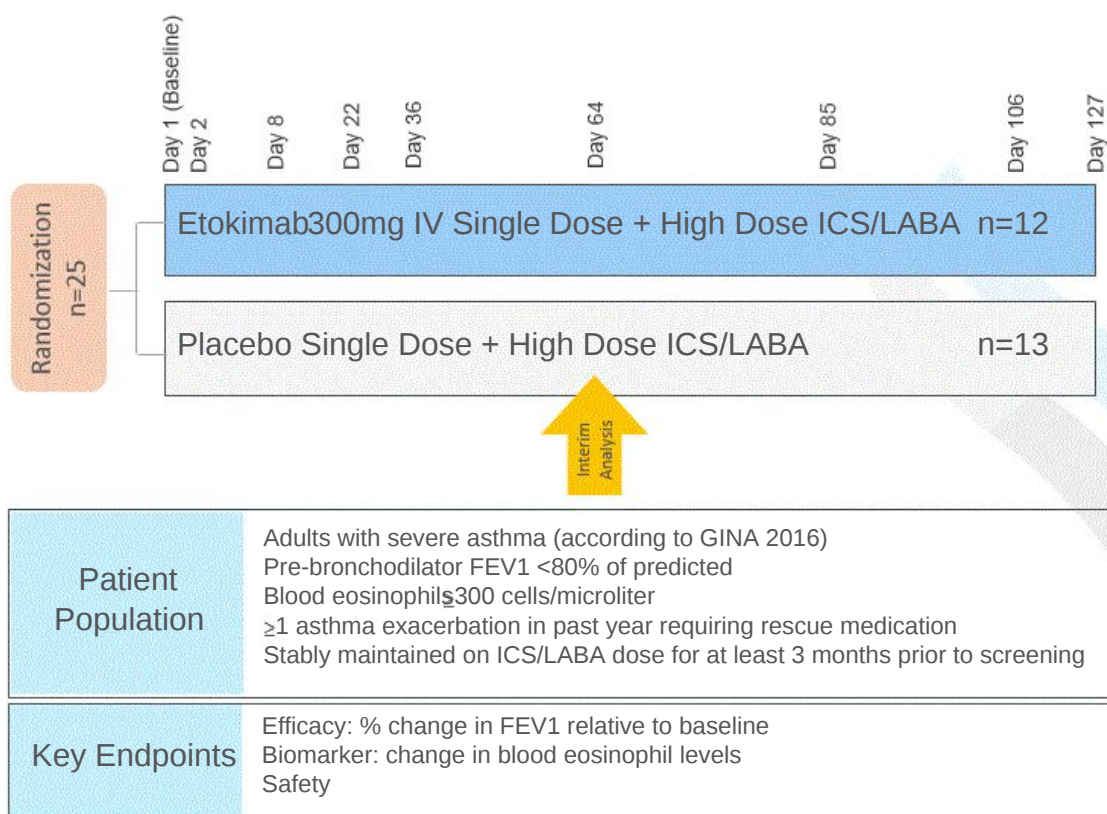 Day 1 (Baseline)
Day 2
Day 8
Day 22
Day 36
Day 64
Day 85
Day 106
Day 127
Randomization
n=25
Etokimab300mg IV Single Dose + High Dose ICS/LABA n=12
Placebo Single Dose + High Dose ICS/LABA n=13
Interim
Analysis
Patient
Population
Adults with severe asthma (according to GINA 2016)
Pre-bronchodilator FEV1 <80% of predicted
Blood eosinophils≥300 cells/microliter
≥1 asthma exacerbation in past year requiring rescue medication
Stably maintained on ICS/LABA dose for at least 3 months prior to screening
Key Endpoints
Efficacy: % change in FEV1 relative to baseline
Biomarker: change in blood eosinophil levels
Safety